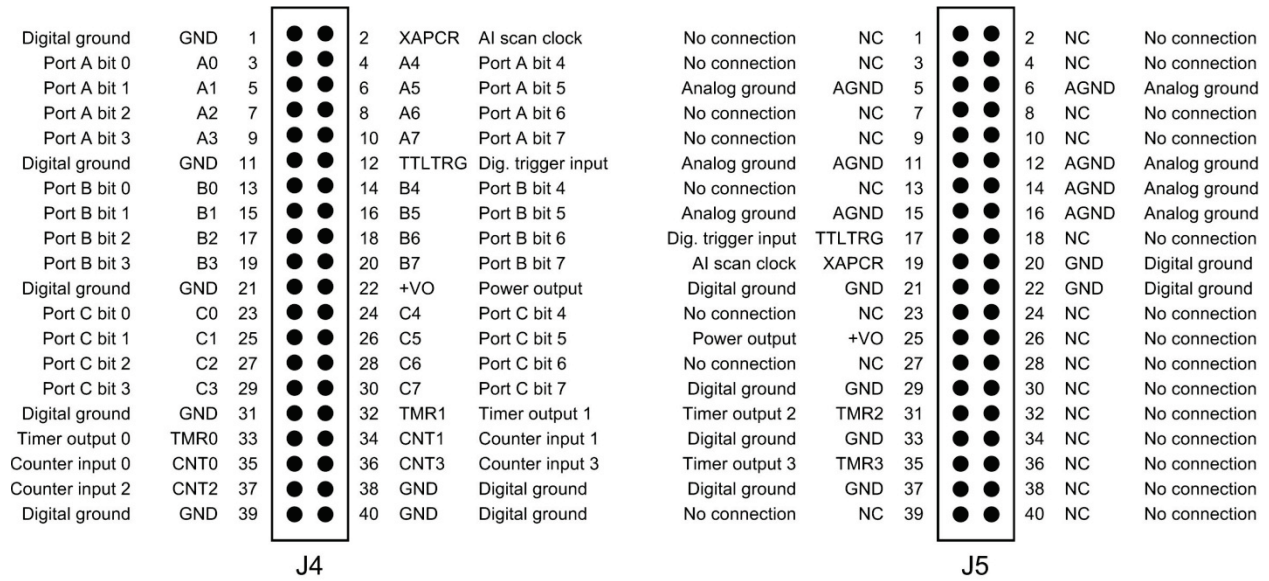 Digital ground GND 1 2 XAPCR AI scan clock
Port A bit 0 A0 3 4 A4 Port A bit 4
Port A bit 1 A1 5 6 A5 Port A bit 5
Port A bit 2 A2 7 8 A6 Port A bit 6
Port A bit 3 A3 9 10 A7 Port A bit 7
Digital ground GND 11 12 TTLTRG Dig. trigger input
Port B bit 0 B0 13 14 B4 Port B bit 4
Port B bit 1 B1 15 16 B5 Port B bit 5
Port B bit 2 B2 17 18 B6 Port B bit 6
Port B bit 3 B3 19 20 B7 Port B bit 7
Digital ground GND 21 22 +VO Power output
Port C bit 0 C0 23 24 C4 Port C bit 4
Port C bit 1 C1 25 26 C5 Port C bit 5
Port C bit 2 C2 27 28 C6 Port C bit 6
Port C bit 3 C3 29 30 C7 Port C bit 7
Digital ground GND 31 32 TMR1 Timer output 1
Timer output 0 TMR0 33 34 CNT1 Counter input 1
Counter input 0 CNT0 35 36 CNT3 Counter input 3
Counter input 2 CNT2 37 38 GND Digital ground
Digital ground GND 39 40 GND Digital ground
J4
No connection NC 1 2 NC No connection
No connection NC 3 4 NC No connection
Analog ground AGND 5 6 AGND Analog ground
No connection NC 7 8 NC No connection
No connection NC 9 10 NC No connection
Analog ground AGND 11 12 AGND Analog ground
No connection NC 13 14 AGND Analog ground
Analog ground AGND 15 16 AGND Analog ground
Dig. trigger input TTLTRG 17 18 NC No connection
AI scan clock XAPCR 19 20 GND Digital ground
Digital ground GND 21 22 GND Digital ground
No connection NC 23 24 NC No connection
Power output +VO 25 26 NC No connection
No connection NC 27 28 NC No connection
Digital ground GND 29 30 NC No connection
Timer output 2 TMR2 31 32 NC No connection
Digital ground GND 33 34 NC No connection
Timer output 3 TMR3 35 36 NC No connection
Digital ground GND 37 38 NC No connection
No connection NC 39 40 NC No connection
J5